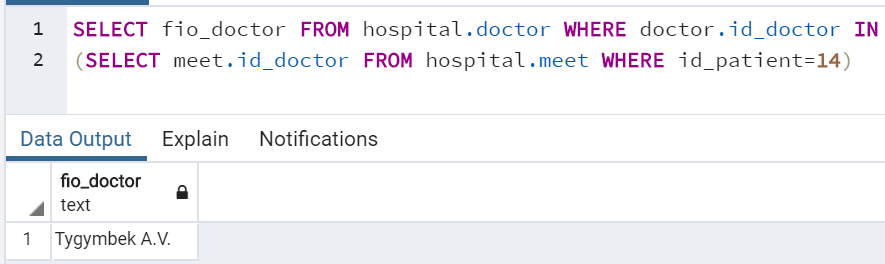 1 SELECT fio_doctor FROM hospital.doctor WHERE doctor.id_doctor IN
2 (SELECT meet.id_doctor FROM hospital.meet WHERE id_patient=14)
Data Output Explain Notifications
fio_doctor
text
1 Tygymbek A.V.